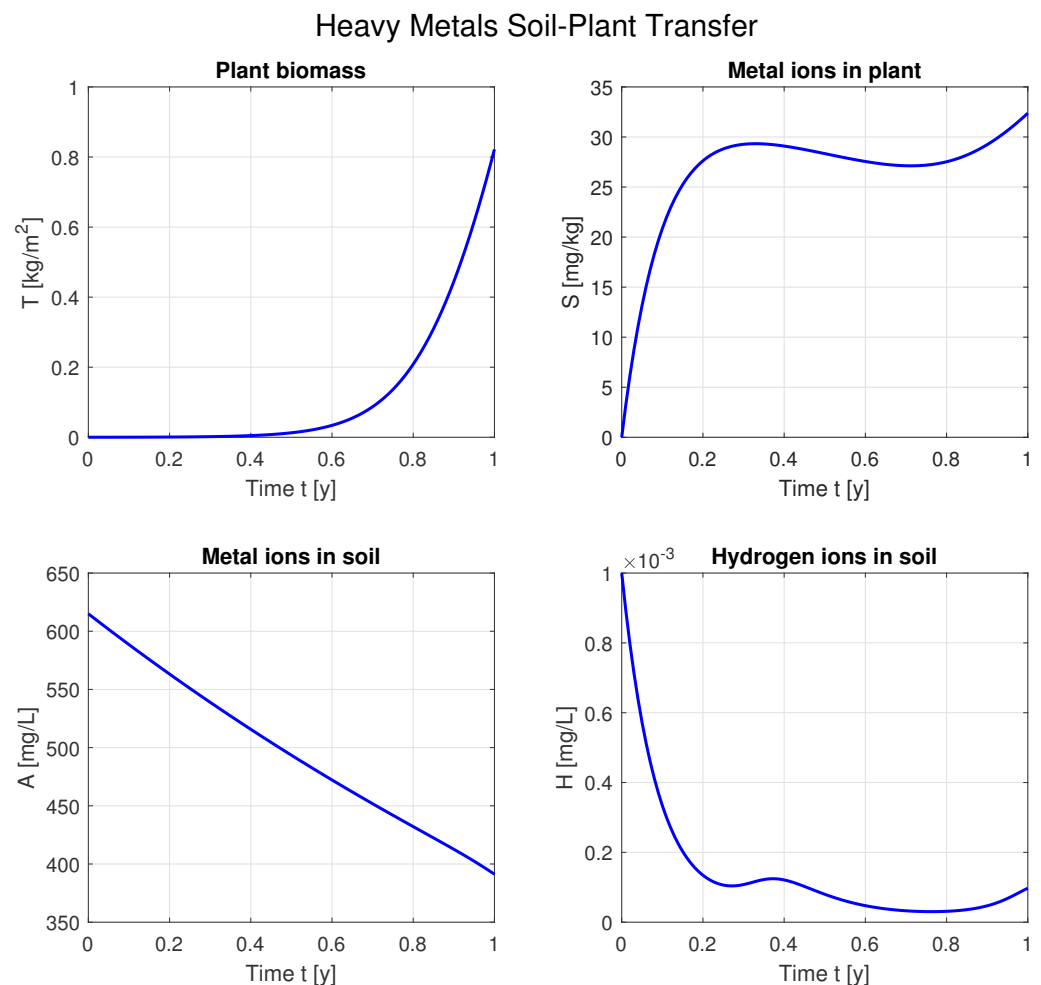 Heavy Metals Soil-Plant Transfer
Plant biomass
1
0.8
0.6
0.4
0.2
0
T [kg/m²]
0 0.2 0.4 0.6 0.8 1
Time t [y]
Metal ions in plant
35
30
25
20
15
10
5
0
S [mg/kg]
0 0.2 0.4 0.6 0.8 1
Time t [y]
Metal ions in soil
650
600
550
500
450
400
350
A [mg/L]
0 0.2 0.4 0.6 0.8 1
Time t [y]
×10⁻³ Hydrogen ions in soil
1
0.8
0.6
0.4
0.2
0
H [mg/L]
0 0.2 0.4 0.6 0.8 1
Time t [y]